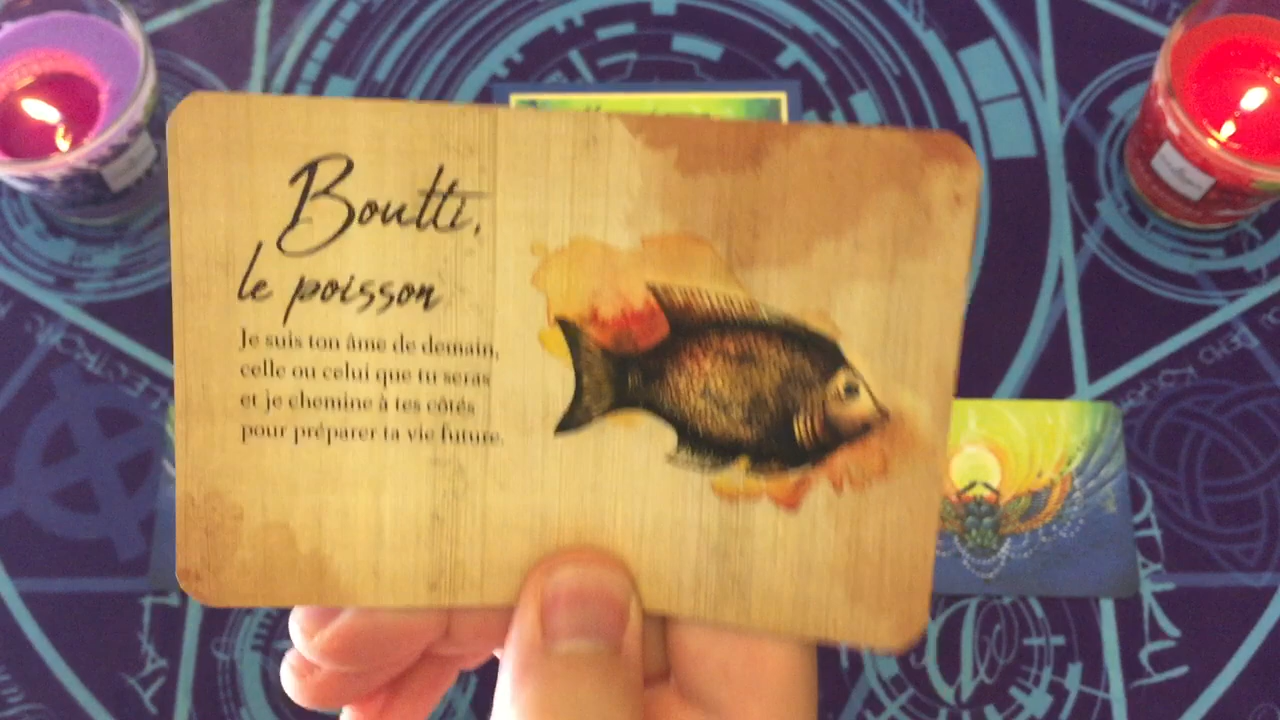 Boutti,
le poisson
Je suis ton âme de demain,
celle ou celui que tu seras
et je chemine à tes côtés
pour préparer ta vie future.
OTAKU